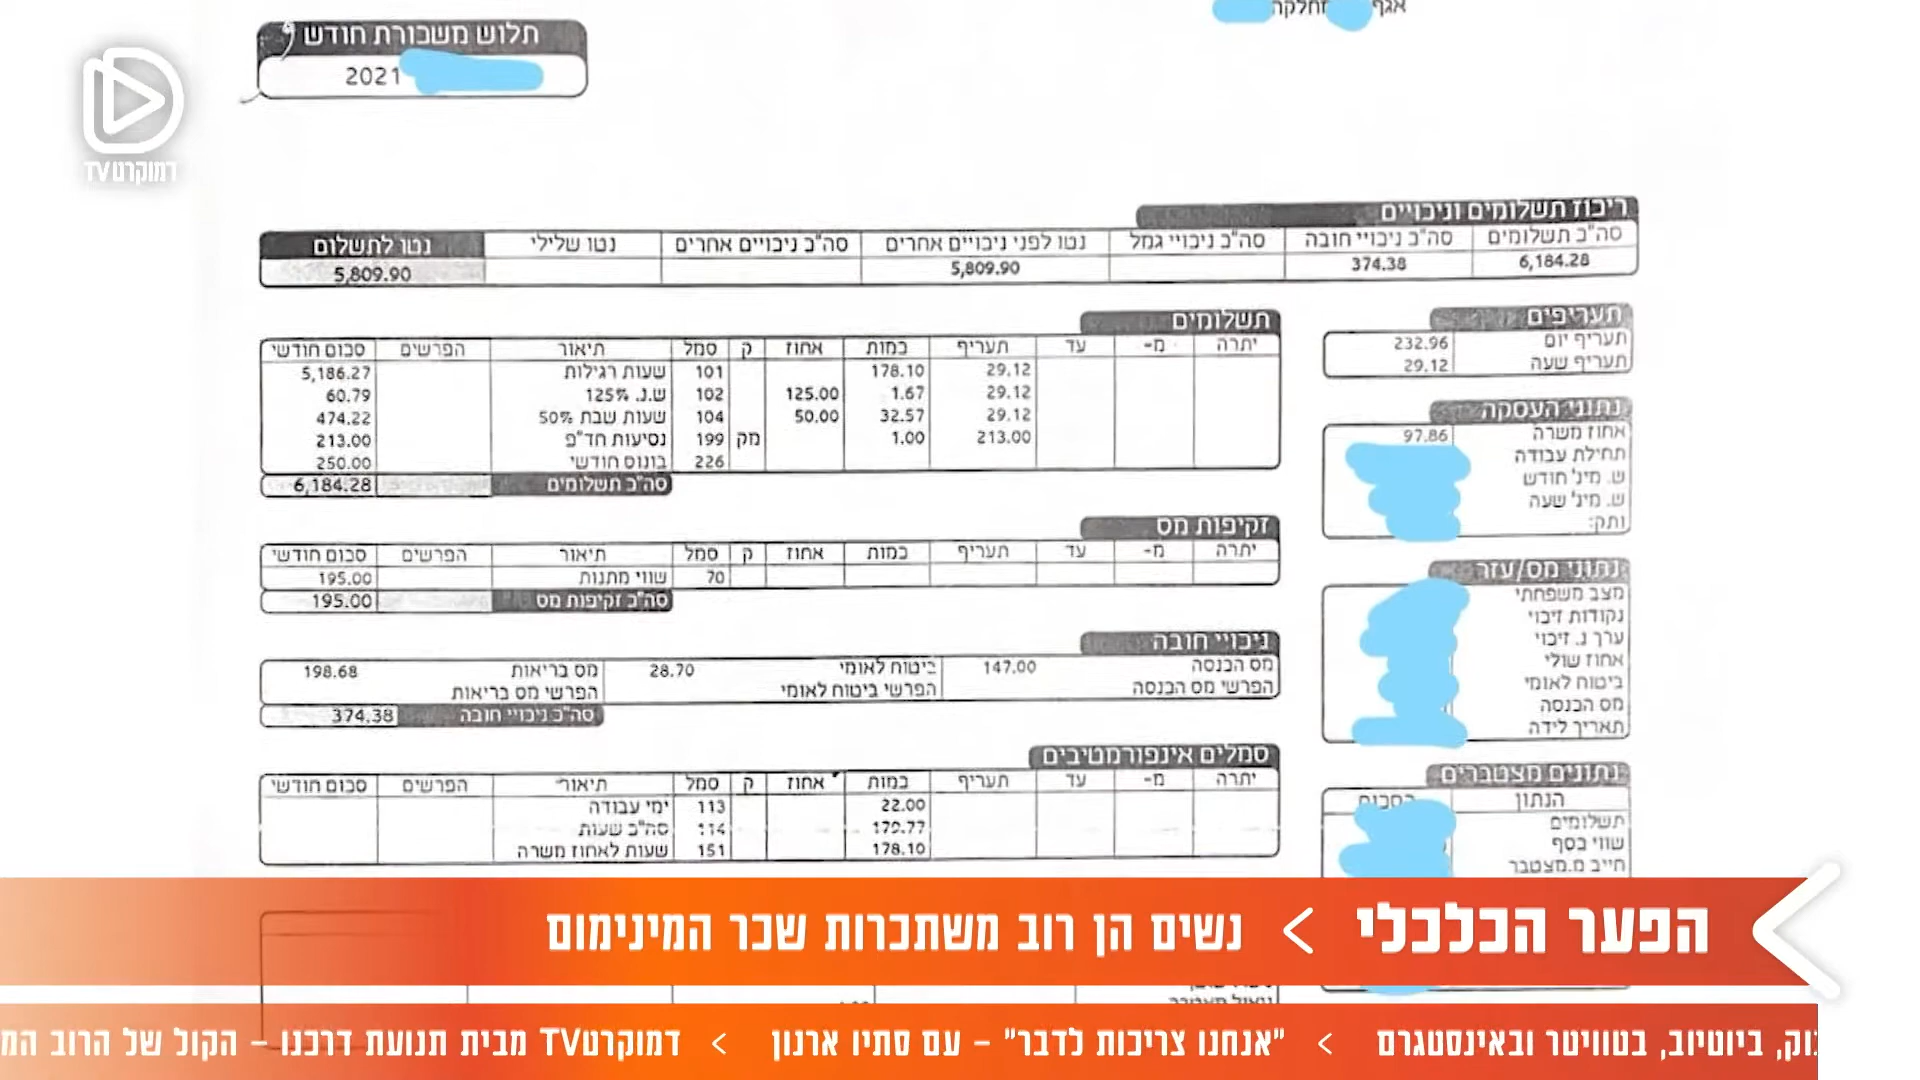 אגף מחלקה
תלוש משכורת חודש
2021
דמוקרטTV
ריכוז תשלומים וניכויים
סה"כ תשלומים סה"כ ניכויי חובה סה"כ ניכויי גמל נטו לפני ניכויים אחרים סה"כ ניכויים אחרים נטו שלילי נטו לתשלום
6,184.28 374.38 5,809.90 5,809.90
תעריפים
תעריף יום 232.96
תעריף שעה 29.12
נתוני העסקה
אחוז משרה 97.86
תחילת עבודה
ש. מינ' חודש
ש. מינ' שעה
ותק:
נתוני מס/עזר
מצב משפחתי
נקודות זיכוי
ערך נ. זיכוי
אחוז שולי
ביטוח לאומי
מס הכנסה
תאריך לידה
נתונים מצטברים
הנתון הסכום
תשלומים
שווי כסף
חייב מ.מצטבר
תשלומים
יתרה מ- עד תעריף כמות אחוז ק סמל תיאור הפרשים סכום חודשי
29.12 178.10 101 שעות רגילות 5,186.27
29.12 1.67 125.00 102 ש.נ. 125% 60.79
29.12 32.57 50.00 104 שעות שבת 50% 474.22
213.00 1.00 מק 199 נסיעות חד"פ 213.00
226 בונוס חודשי 250.00
סה"כ תשלומים 6,184.28
זקיפות מס
יתרה מ- עד תעריף כמות אחוז ק סמל תיאור הפרשים סכום חודשי
70 שווי מתנות 195.00
סה"כ זקיפות מס 195.00
ניכויי חובה
מס הכנסה 147.00 ביטוח לאומי 28.70 מס בריאות 198.68
הפרשי מס הכנסה הפרשי ביטוח לאומי הפרשי מס בריאות
סה"כ ניכויי חובה 374.38
סמלים אינפורמטיבים
יתרה מ- עד תעריף כמות אחוז ק סמל תיאור הפרשים סכום חודשי
22.00 113 ימי עבודה
179.77 114 סה"כ שעות
178.10 151 שעות לאחוז משרה
הפער הכלכלי > נשים הן רוב משתכרות שכר המינימום
וק, ביוטיוב, בטוויטר ובאינסטגרם > "אנחנו צריכות לדבר" – עם סתיו ארנון > דמוקרטTV מבית תנועת דרכנו – הקול של הרוב המ